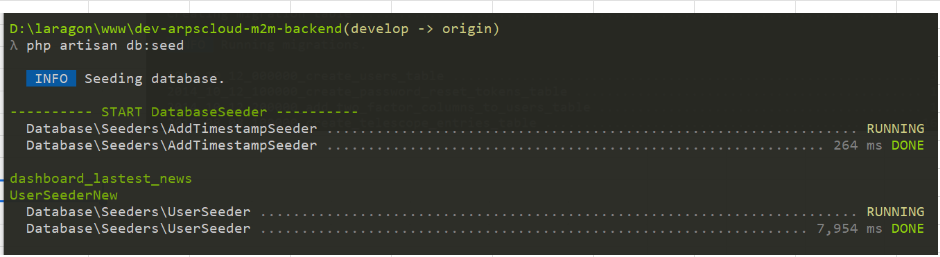 D:\laragon\www\dev-arpscloud-m2m-backend(develop -> origin)
λ php artisan db:seed
INFO Seeding database.
---------- START DatabaseSeeder ----------
Database\Seeders\AddTimestampSeeder ................................................................. RUNNING
Database\Seeders\AddTimestampSeeder ............................................................. 264 ms DONE
dashboard_lastest_news
UserSeederNew
Database\Seeders\UserSeeder ......................................................................... RUNNING
Database\Seeders\UserSeeder ................................................................... 7,954 ms DONE